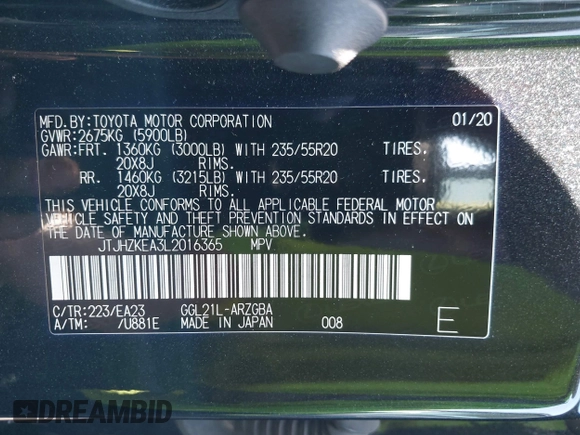 MFD.BY:TOYOTA MOTOR CORPORATION 01/20
GVWR:2675KG (5900LB)
GAWR:FRT. 1360KG (3000LB) WITH 235/55R20 TIRES.
20X8J RIMS.
RR. 1460KG (3215LB) WITH 235/55R20 TIRES.
20X8J RIMS.
THIS VEHICLE CONFORMS TO ALL APPLICABLE FEDERAL MOTOR
VEHICLE SAFETY AND THEFT PREVENTION STANDARDS IN EFFECT ON
THE DATE OF MANUFACTURE SHOWN ABOVE.
JTJHZKEA3L2016365 MPV
C/TR:223/EA23 GGL21L-ARZGBA
A/TM: /U881E MADE IN JAPAN 008 E
DREAMBID